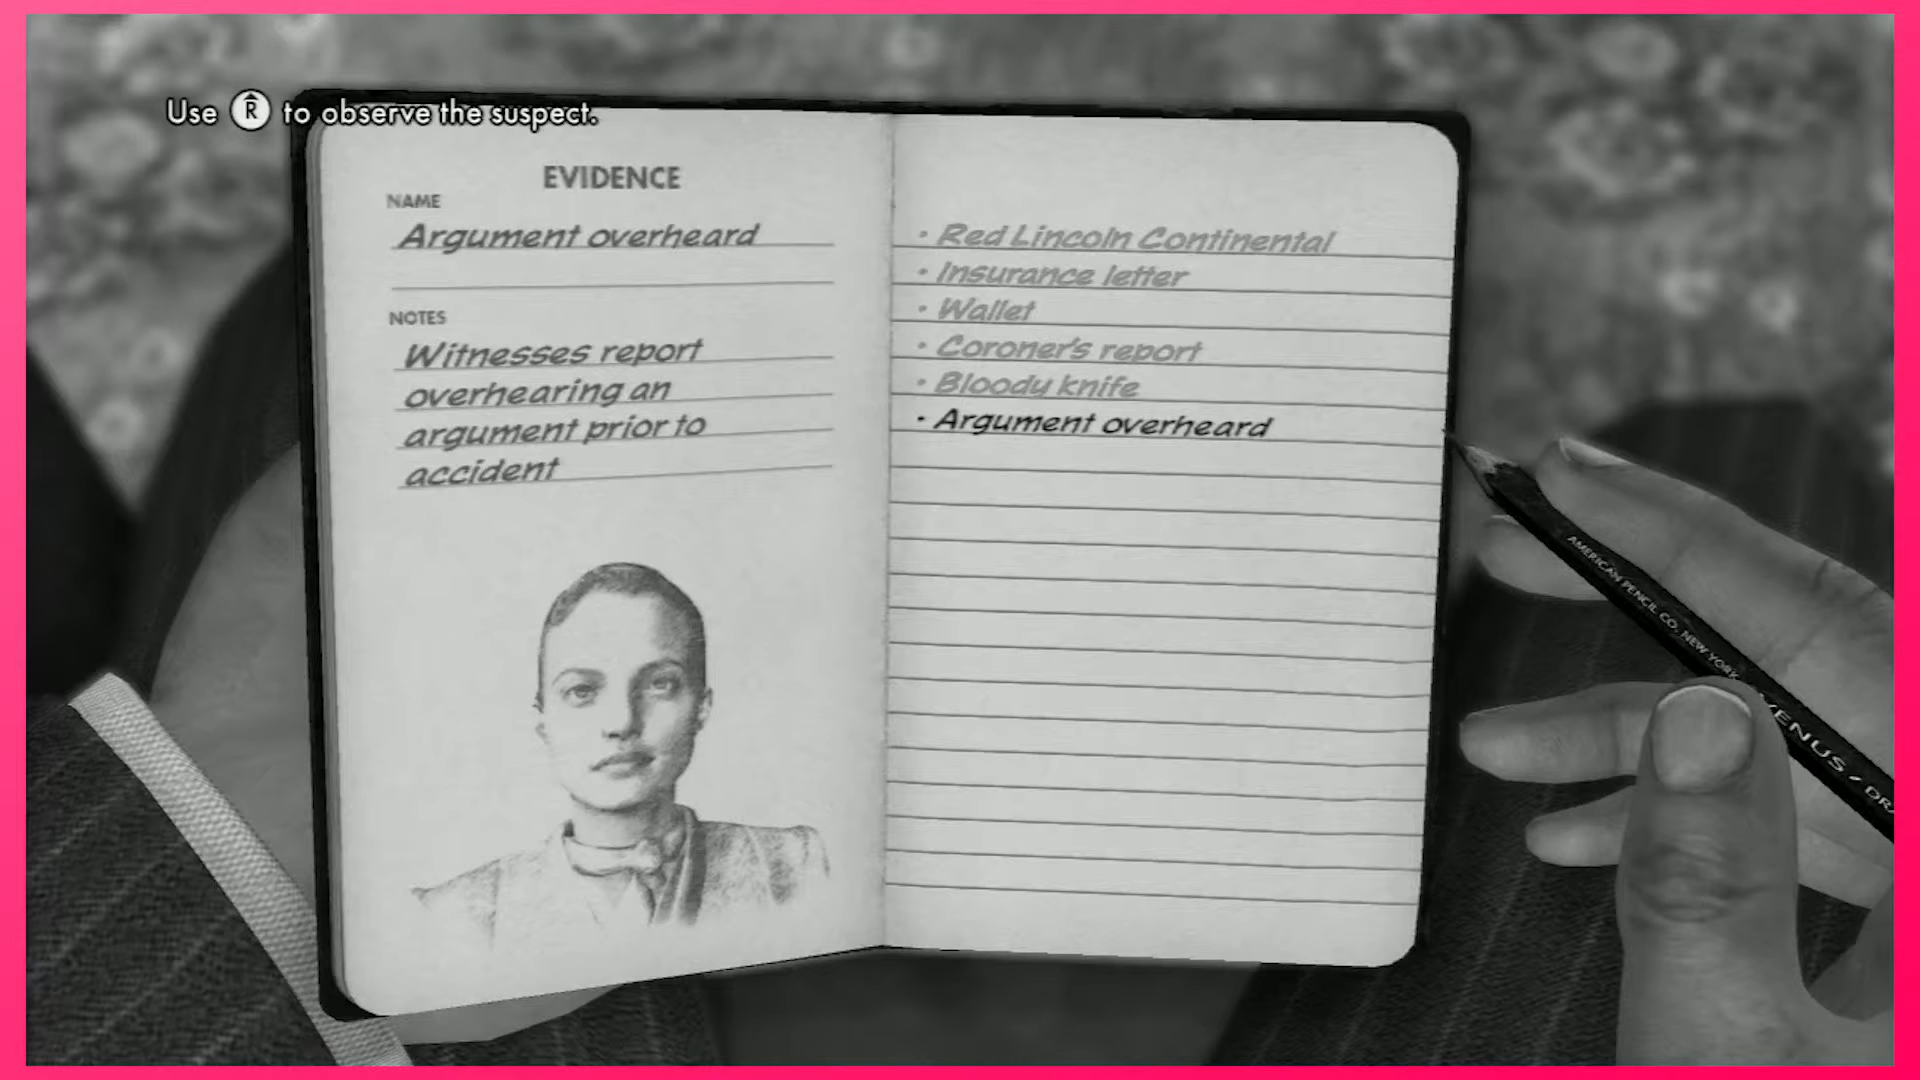 Use R to observe the suspect.
EVIDENCE
NAME
Argument overheard
NOTES
Witnesses report
overhearing an
argument prior to
accident
• Red Lincoln Continental
• Insurance letter
• Wallet
• Coroner's report
• Bloody knife
• Argument overheard
AMERICAN PENCIL CO. NEW YORK
VENUS / DRA